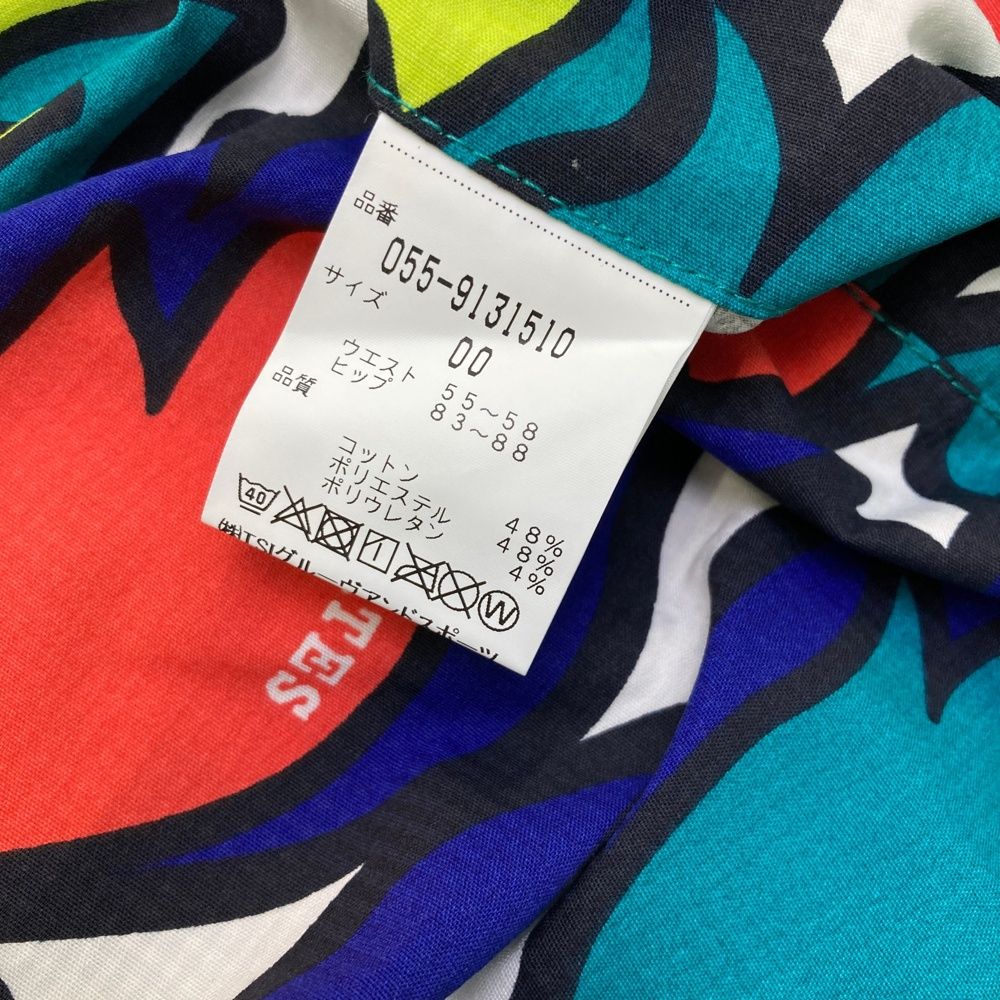 品番
055-9131510
サイズ
00
ウエスト 55～58
ヒップ 83～88
品質
コットン 48%
ポリエステル 48%
ポリウレタン 4%
40
W
㈱TSIグルーヴアンドスポーツ
TES